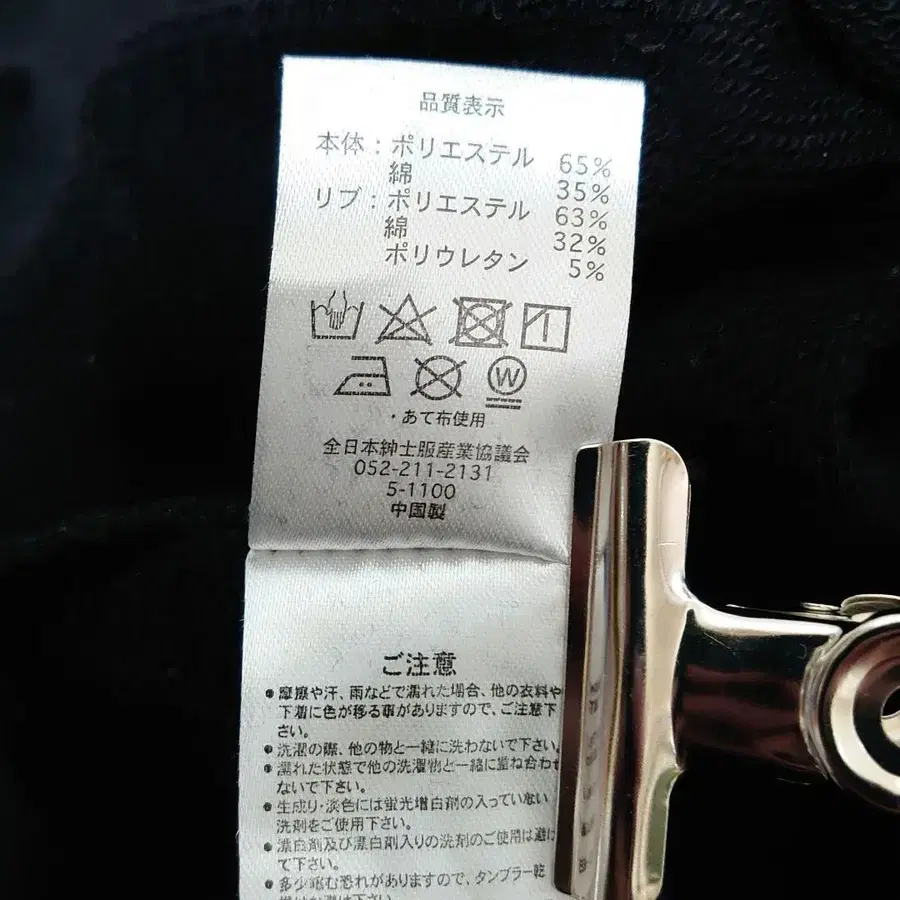 品質表示
本体：ポリエステル 65%
綿 35%
リブ：ポリエステル 63%
綿 32%
ポリウレタン 5%
W
・あて布使用
全日本紳士服産業協議会
052-211-2131
5-1100
中国製
ご注意
●摩擦や汗、雨などで濡れた場合、他の衣料や
下着に色が移る事がありますので、ご注意下
さい。
●洗濯の際、他の物と一緒に洗わないで下さい。
●濡れた状態で他の洗濯物と一緒に重ね合わせ
ないで下さい。
●生成り・淡色には蛍光増白剤の入っていない
洗剤をご使用下さい。
●漂白剤及び漂白剤入りの洗剤のご使用は避け
て下さい。
●多少縮む恐れがありますので、タンブラー乾